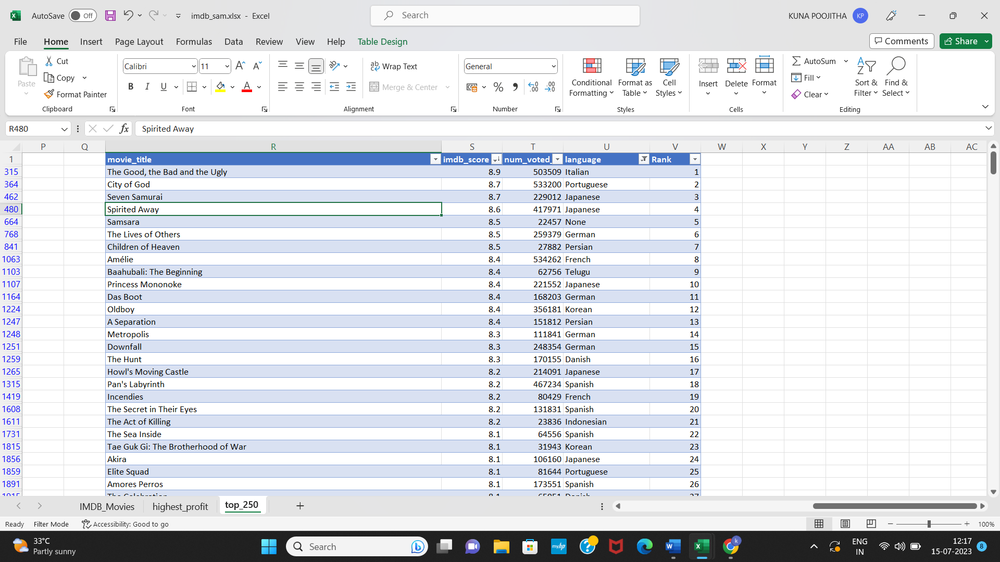 AutoSave Off imdb_sam.xlsx - Excel Search KUNA POOJITHA KP
File Home Insert Page Layout Formulas Data Review View Help Table Design Comments Share
Paste Cut Copy Format Painter Clipboard
Calibri 11 B I U A Font
Wrap Text Merge & Center Alignment
General % Number
Conditional Formatting Format as Table Cell Styles Styles
Insert Delete Format Cells
AutoSum Fill Clear Sort & Filter Find & Select Editing
R480 fx Spirited Away
P Q R S T U V W X Y Z AA AB AC
1 movie_title imdb_score num_voted_ language Rank
315 The Good, the Bad and the Ugly 8.9 503509 Italian 1
364 City of God 8.7 533200 Portuguese 2
462 Seven Samurai 8.7 229012 Japanese 3
480 Spirited Away 8.6 417971 Japanese 4
664 Samsara 8.5 22457 None 5
768 The Lives of Others 8.5 259379 German 6
841 Children of Heaven 8.5 27882 Persian 7
1063 Amélie 8.4 534262 French 8
1103 Baahubali: The Beginning 8.4 62756 Telugu 9
1107 Princess Mononoke 8.4 221552 Japanese 10
1164 Das Boot 8.4 168203 German 11
1224 Oldboy 8.4 356181 Korean 12
1247 A Separation 8.4 151812 Persian 13
1248 Metropolis 8.3 111841 German 14
1251 Downfall 8.3 248354 German 15
1259 The Hunt 8.3 170155 Danish 16
1265 Howl's Moving Castle 8.2 214091 Japanese 17
1315 Pan's Labyrinth 8.2 467234 Spanish 18
1419 Incendies 8.2 80429 French 19
1608 The Secret in Their Eyes 8.2 131831 Spanish 20
1611 The Act of Killing 8.2 23836 Indonesian 21
1731 The Sea Inside 8.1 64556 Spanish 22
1815 Tae Guk Gi: The Brotherhood of War 8.1 31943 Korean 23
1856 Akira 8.1 106160 Japanese 24
1859 Elite Squad 8.1 81644 Portuguese 25
1891 Amores Perros 8.1 173551 Spanish 26
IMDB_Movies highest_profit top_250
Ready Filter Mode Accessibility: Good to go 100%
33°C Partly sunny Search myhp ENG IN 12:17 15-07-2023 8